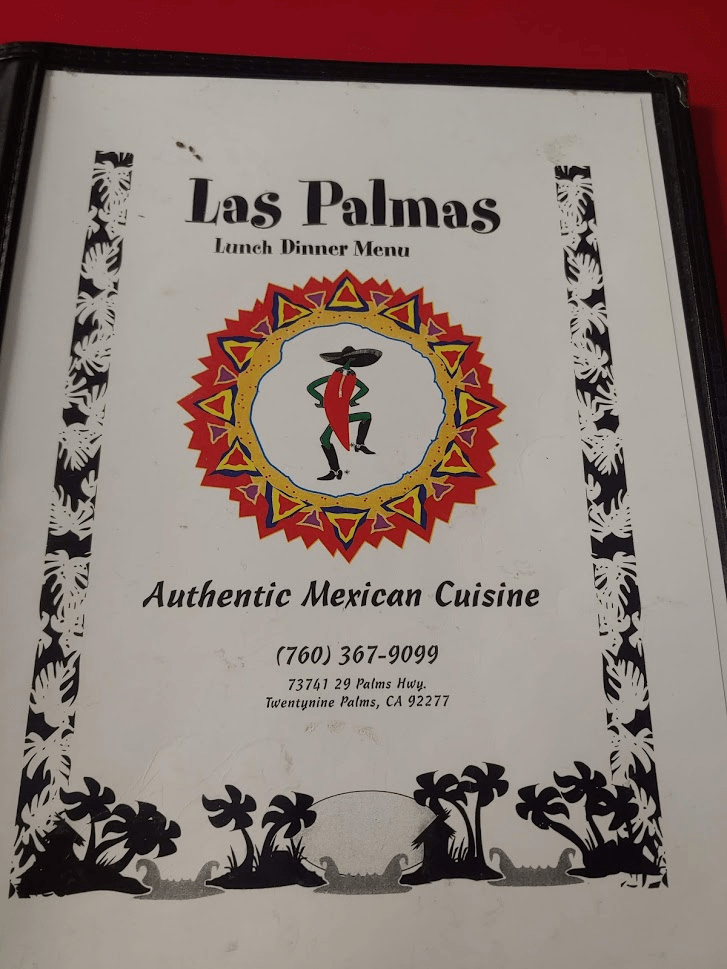 Las Palmas
Lunch Dinner Menu
Authentic Mexican Cuisine
(760) 367-9099
73741 29 Palms Hwy.
Twentynine Palms, CA 92277